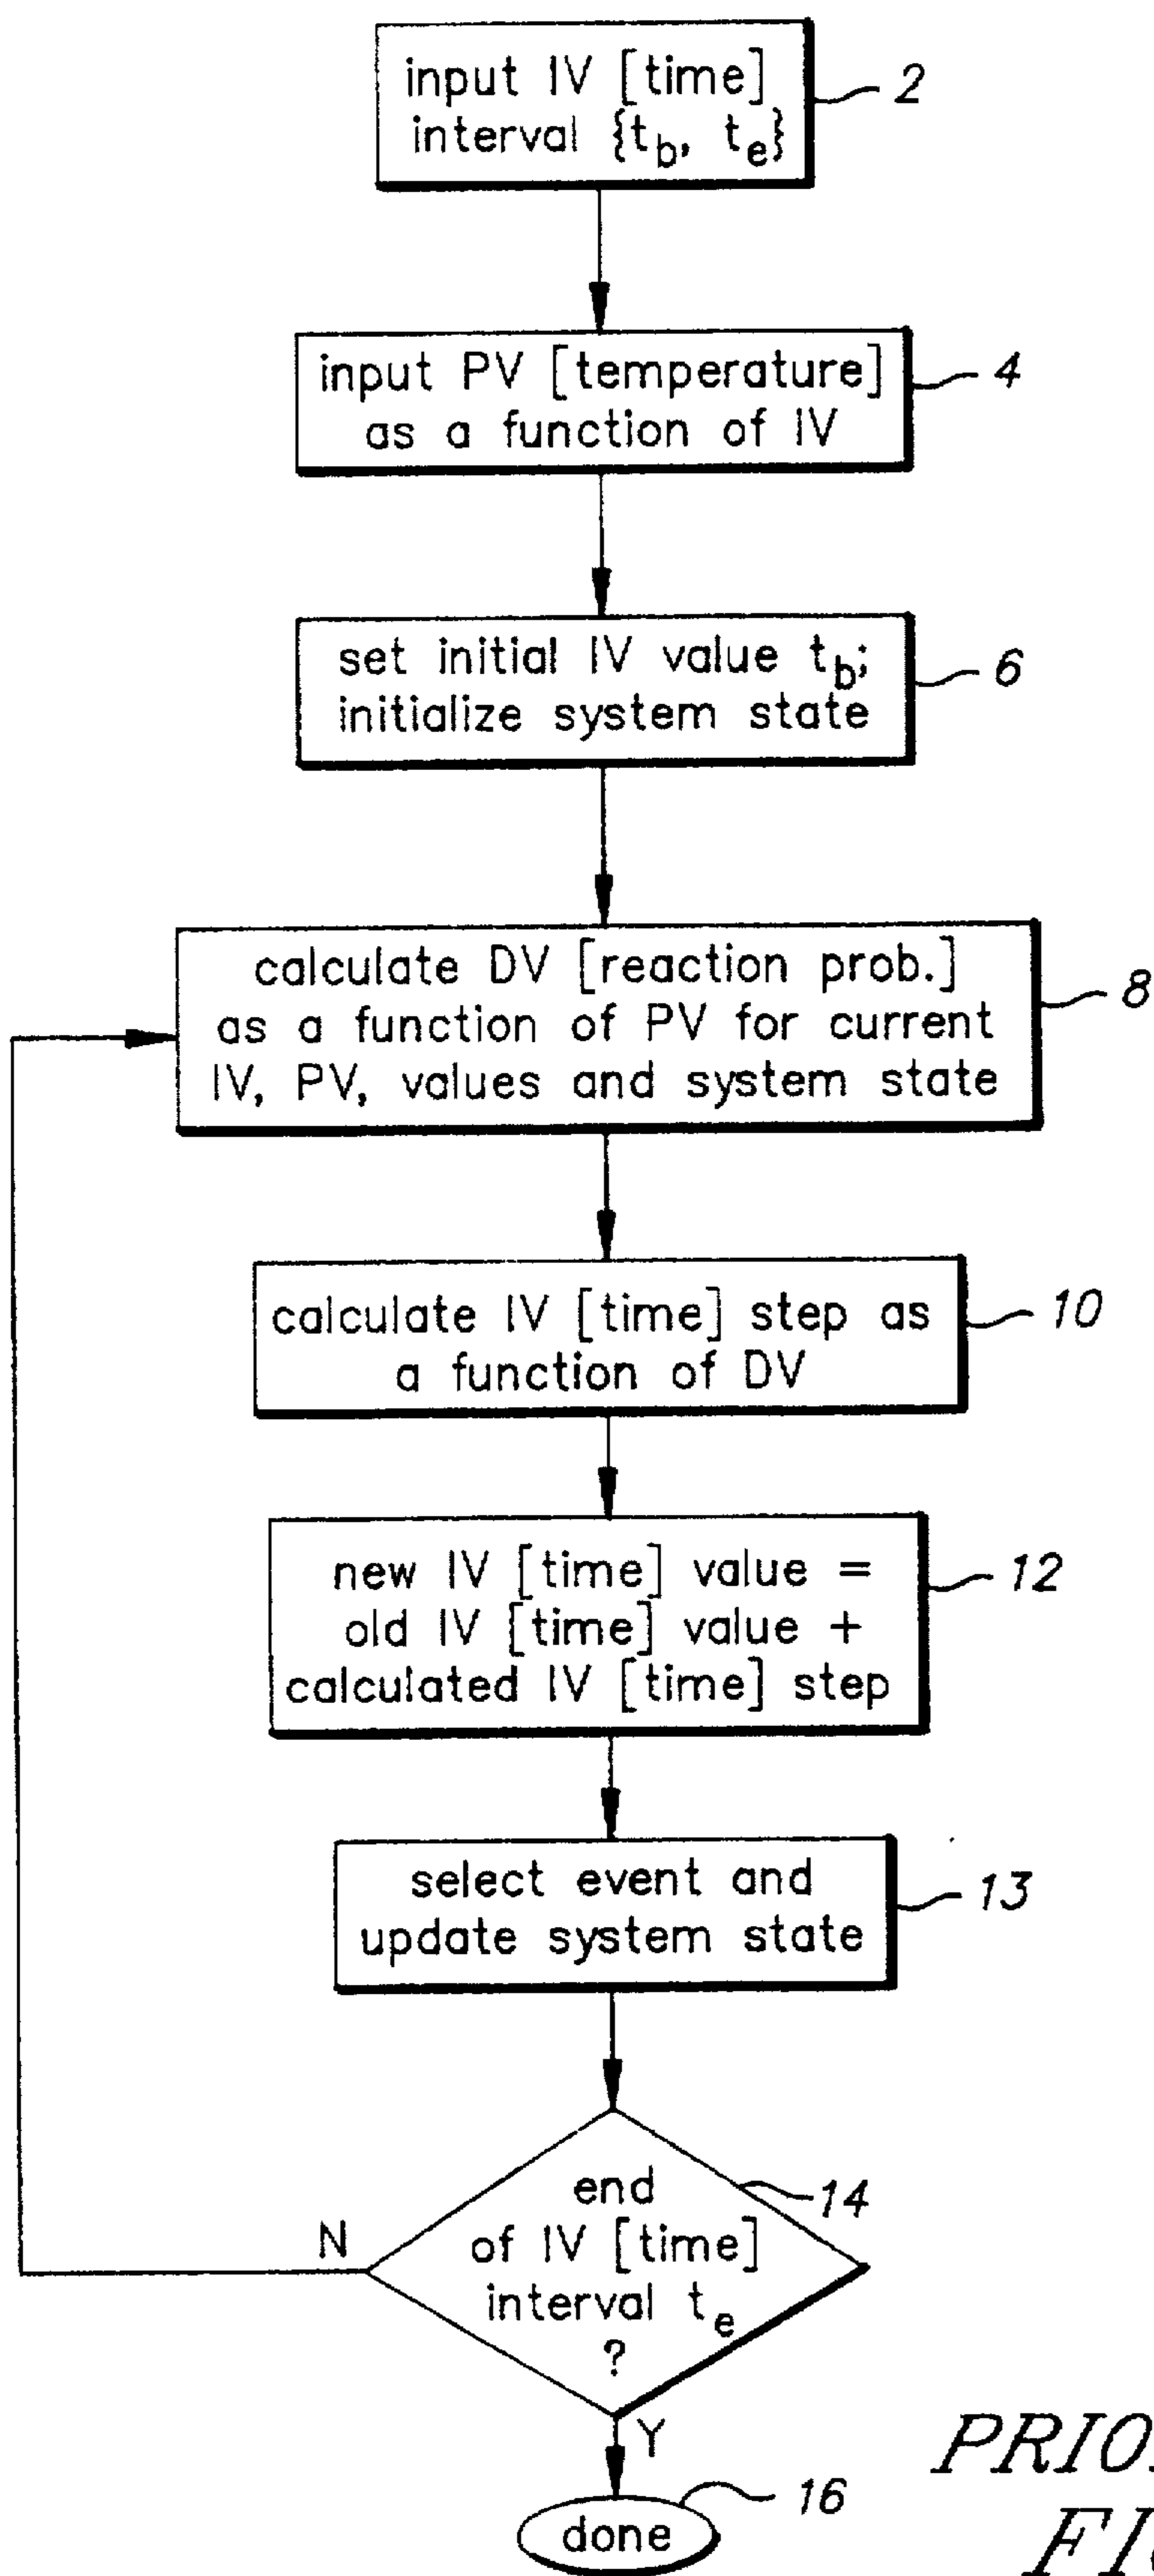 input IV [time]
interval {t_b, t_e}
2
input PV [temperature]
as a function of IV
4
set initial IV value t_b;
initialize system state
6
calculate DV [reaction prob.]
as a function of PV for current
IV, PV, values and system state
8
calculate IV [time] step as
a function of DV
10
new IV [time] value =
old IV [time] value +
calculated IV [time] step
12
select event and
update system state
13
end
of IV [time]
interval t_e
?
14
N
Y
done
16